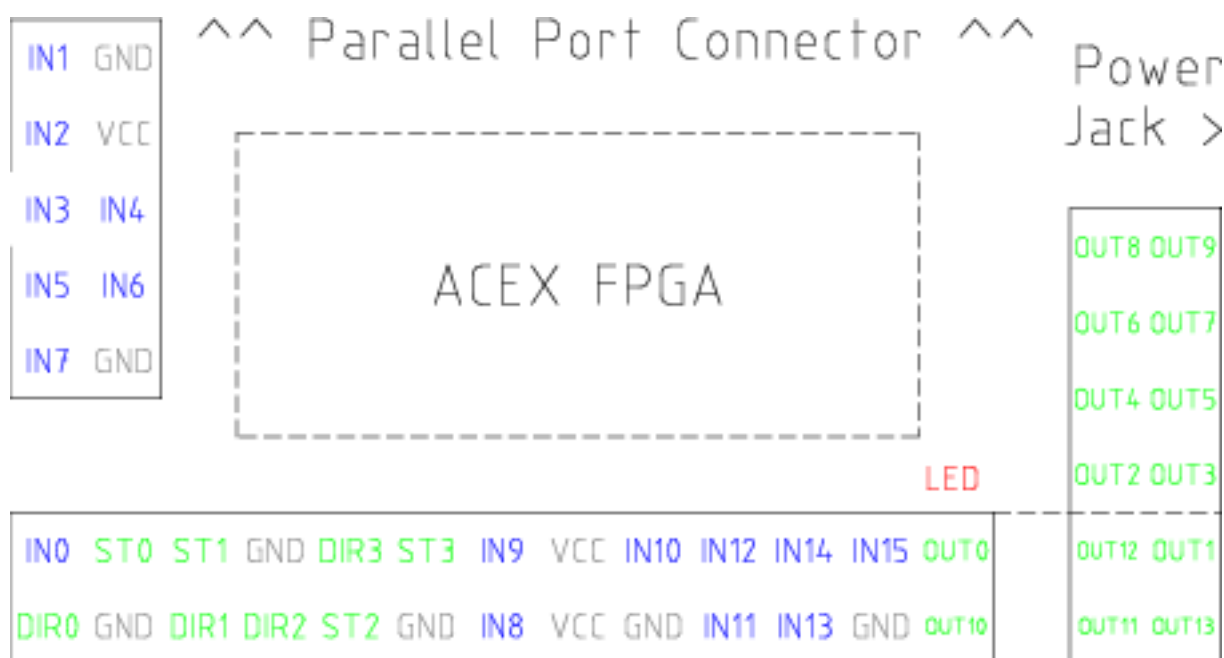 ^^ Parallel Port Connector ^^
Power
Jack >
IN1 GND
IN2 VCC
IN3 IN4
IN5 IN6
IN7 GND
ACEX FPGA
OUT8 OUT9
OUT6 OUT7
OUT4 OUT5
OUT2 OUT3
OUT12 OUT1
OUT11 OUT13
LED
IN0 ST0 ST1 GND DIR3 ST3 IN9 VCC IN10 IN12 IN14 IN15 OUT0
DIR0 GND DIR1 DIR2 ST2 GND IN8 VCC GND IN11 IN13 GND OUT10